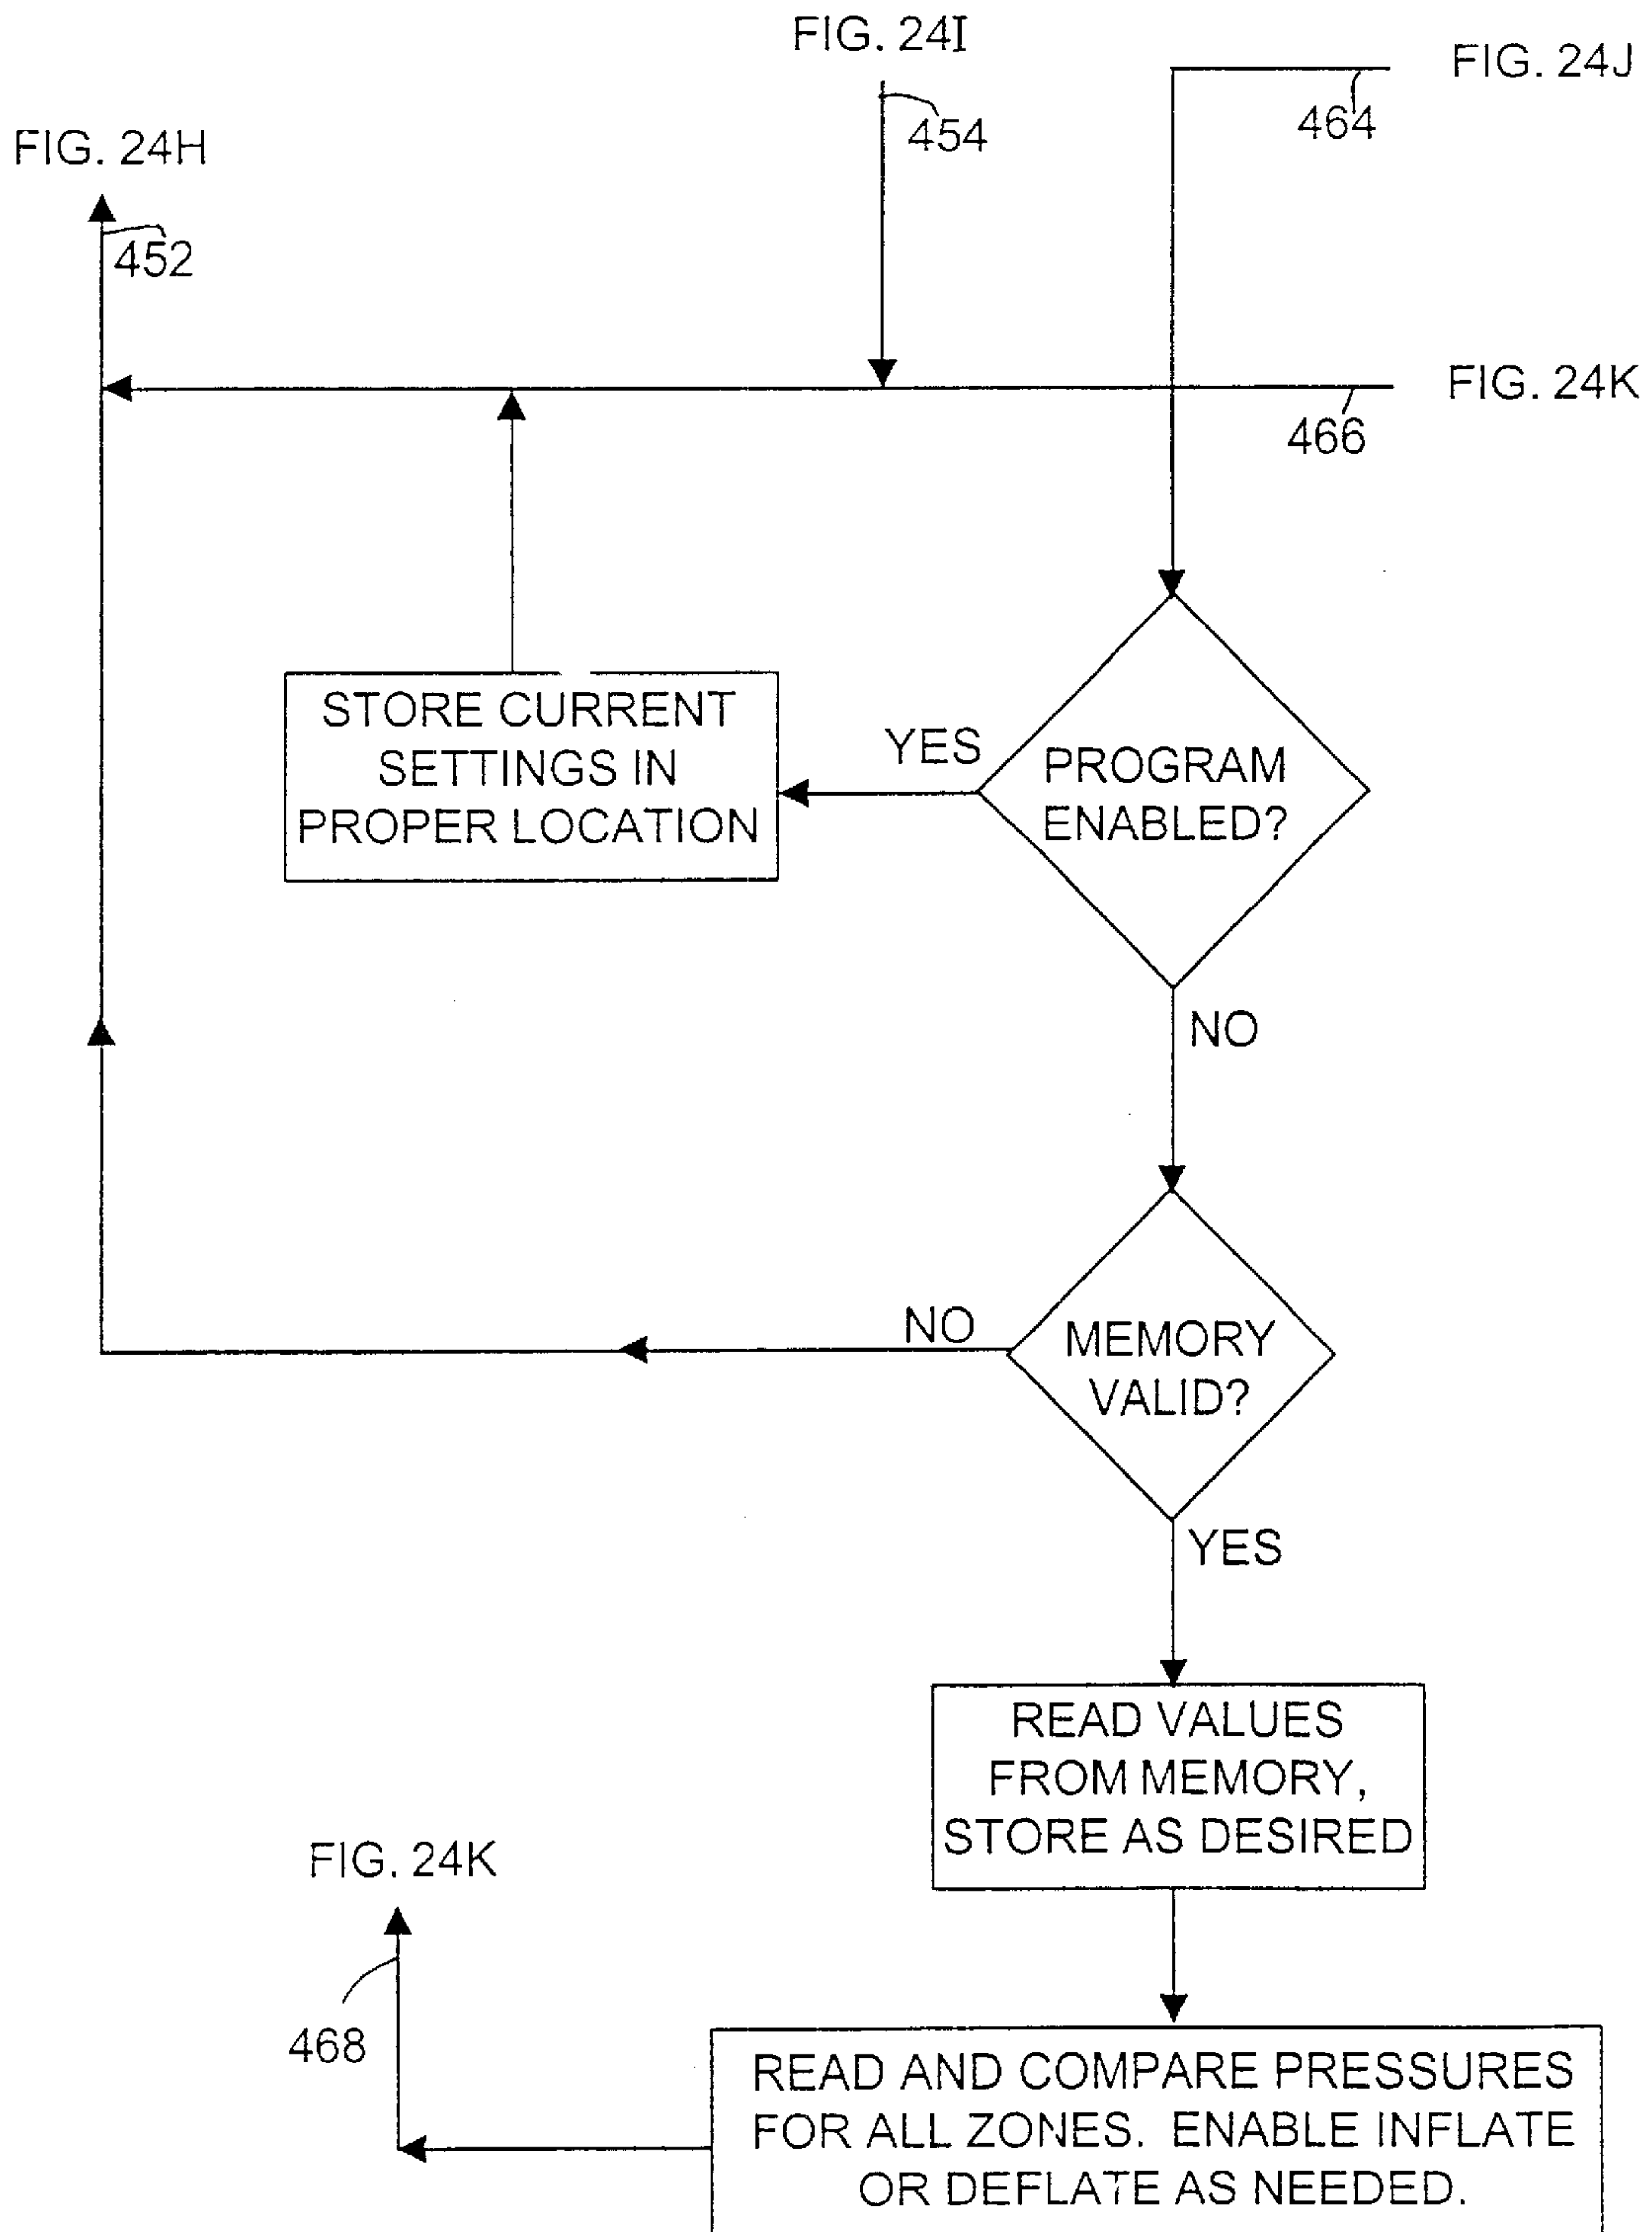 FIG. 24I
FIG. 24J
454
464
FIG. 24H
452
FIG. 24K
466
STORE CURRENT
SETTINGS IN
PROPER LOCATION
YES
PROGRAM
ENABLED?
NO
NO
MEMORY
VALID?
YES
READ VALUES
FROM MEMORY,
STORE AS DESIRED
FIG. 24K
468
READ AND COMPARE PRESSURES
FOR ALL ZONES. ENABLE INFLATE
OR DEFLATE AS NEEDED.